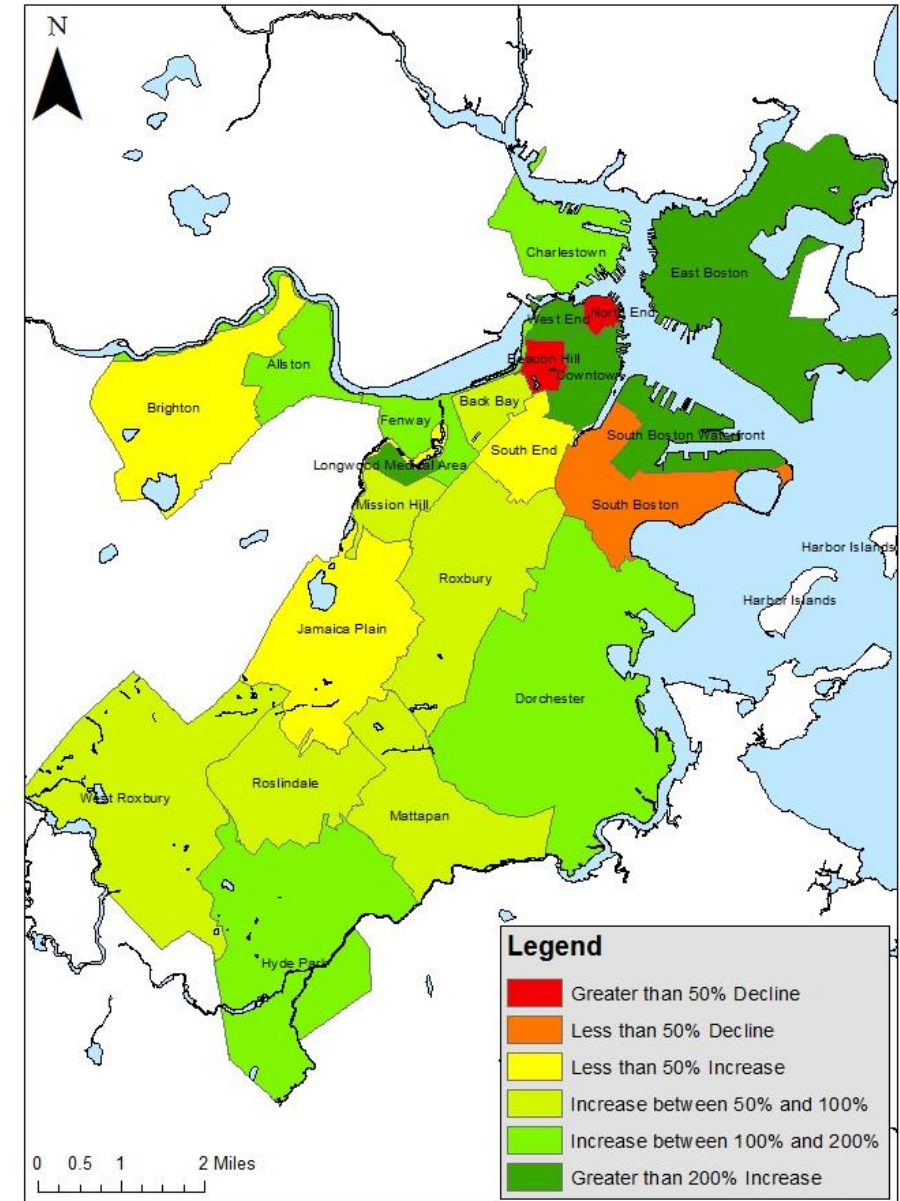 N
Charlestown
East Boston
West End
North End
Beacon Hill
Downtown
Allston
Brighton
Back Bay
Fenway
South End
South Boston Waterfront
Longwood Medical Area
Mission Hill
South Boston
Harbor Islands
Roxbury
Harbor Islands
Jamaica Plain
Dorchester
Roslindale
West Roxbury
Mattapan
Hyde Park
Legend
Greater than 50% Decline
Less than 50% Decline
Less than 50% Increase
Increase between 50% and 100%
Increase between 100% and 200%
Greater than 200% Increase
0 0.5 1 2 Miles